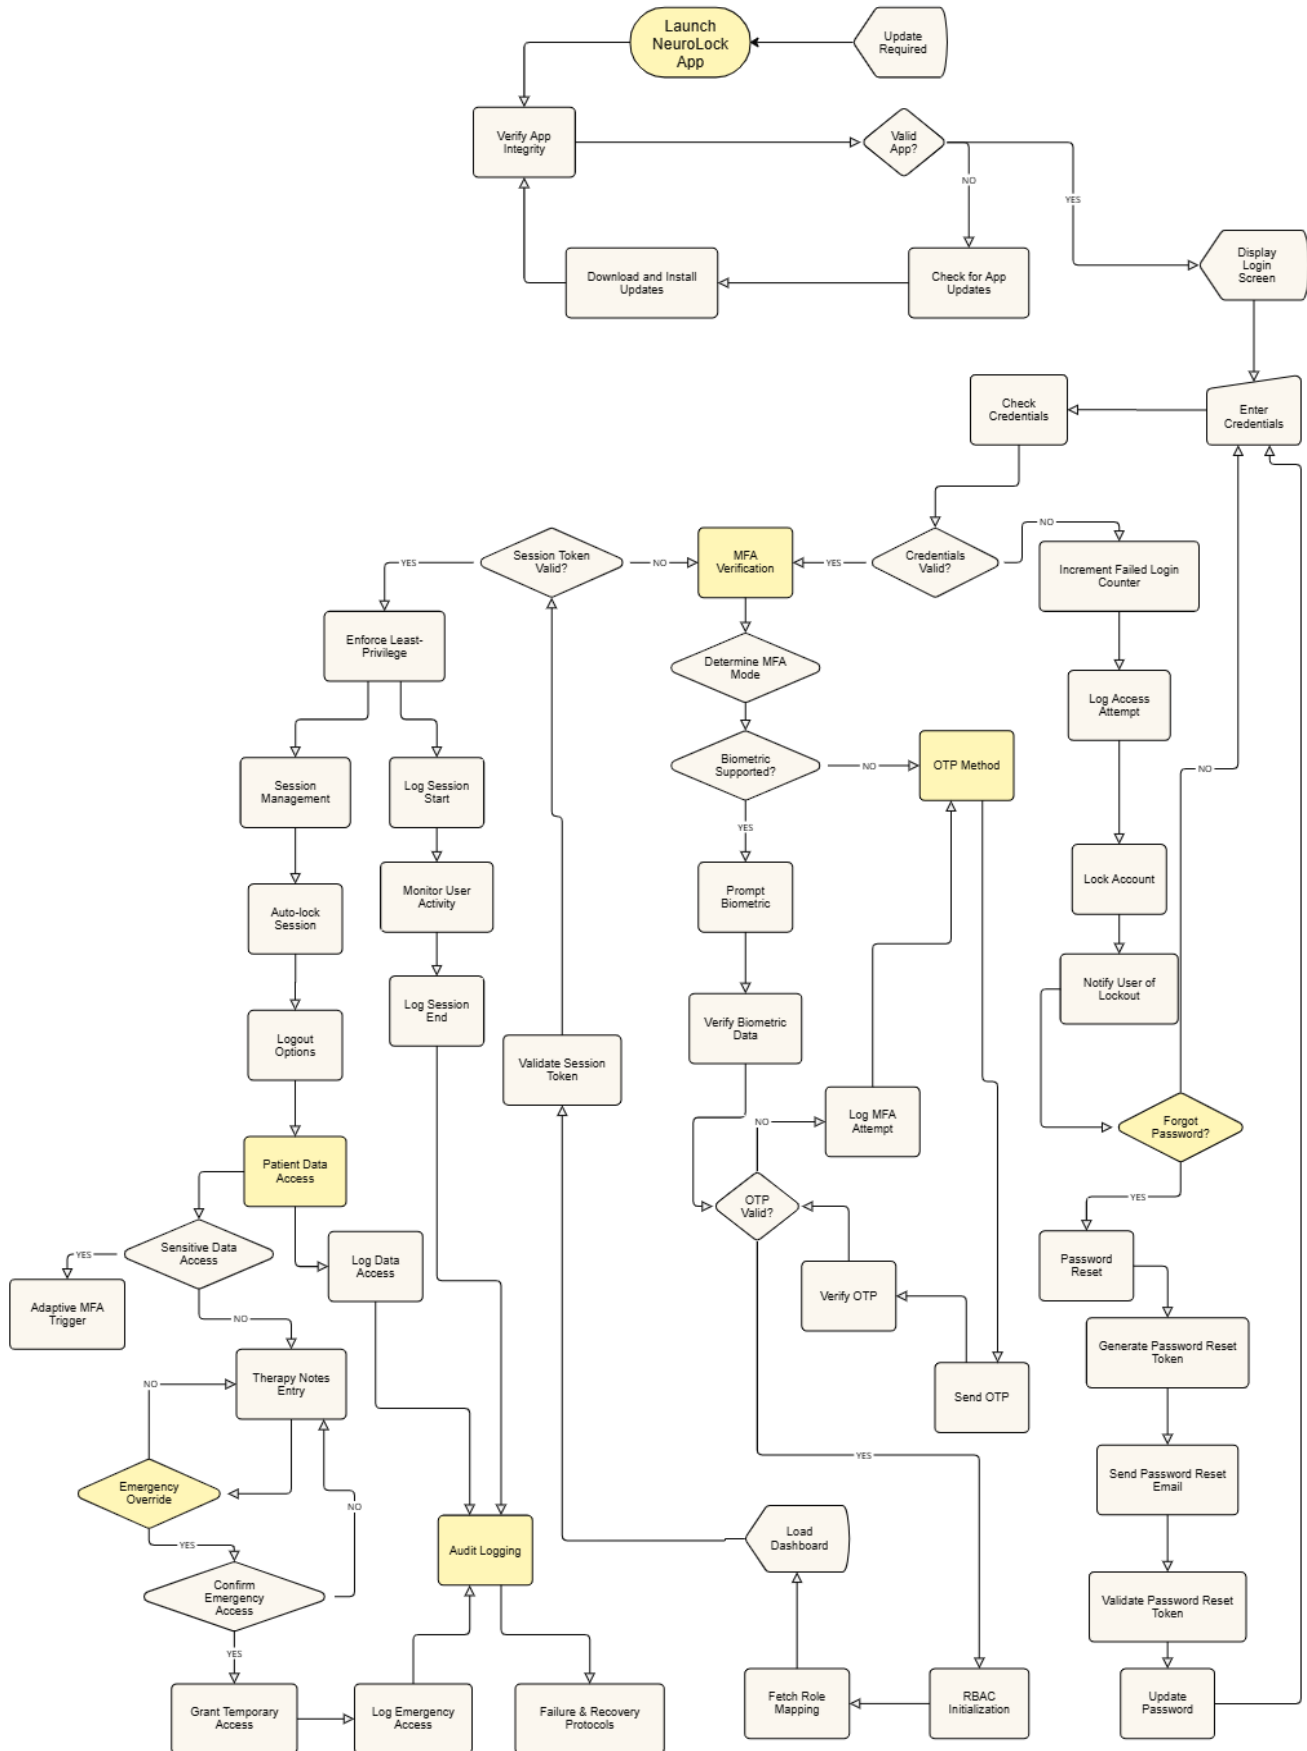 Launch
NeuroLock
App
Update
Required
Verify App
Integrity
Valid
App?
NO
YES
Download and Install
Updates
Check for App
Updates
Display
Login
Screen
Check
Credentials
Enter
Credentials
Session Token
Valid?
YES
NO
MFA
Verification
YES
Credentials
Valid?
NO
Increment Failed Login
Counter
Enforce Least-
Privilege
Determine MFA
Mode
Log Access
Attempt
Session
Management
Log Session
Start
Biometric
Supported?
NO
OTP Method
NO
YES
Monitor User
Activity
Prompt
Biometric
Lock Account
Auto-lock
Session
Log Session
End
Notify User of
Lockout
Logout
Options
Validate Session
Token
Verify Biometric
Data
NO
Log MFA
Attempt
Forgot
Password?
Patient Data
Access
OTP
Valid?
YES
Sensitive Data
Access
YES
Log Data
Access
Password
Reset
Adaptive MFA
Trigger
NO
Verify OTP
Generate Password Reset
Token
NO
Therapy Notes
Entry
Send OTP
YES
Emergency
Override
NO
Send Password Reset
Email
YES
Audit Logging
Load
Dashboard
Confirm
Emergency
Access
Validate Password Reset
Token
YES
Grant Temporary
Access
Log Emergency
Access
Failure & Recovery
Protocols
Fetch Role
Mapping
RBAC
Initialization
Update
Password